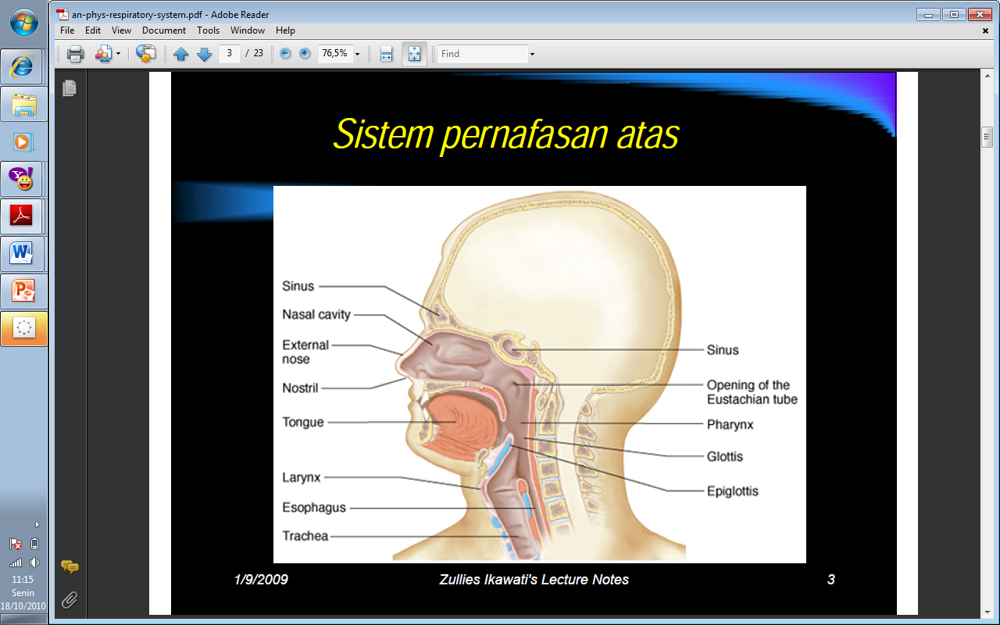 an-phys-respiratory-system.pdf - Adobe Reader
File Edit View Document Tools Window Help
3 / 23 76,5% Find
Sistem pernafasan atas
Sinus
Nasal cavity
External
nose
Nostril
Tongue
Larynx
Esophagus
Trachea
Sinus
Opening of the
Eustachian tube
Pharynx
Glottis
Epiglottis
1/9/2009 Zullies Ikawati's Lecture Notes 3
11:15
Senin
18/10/2010